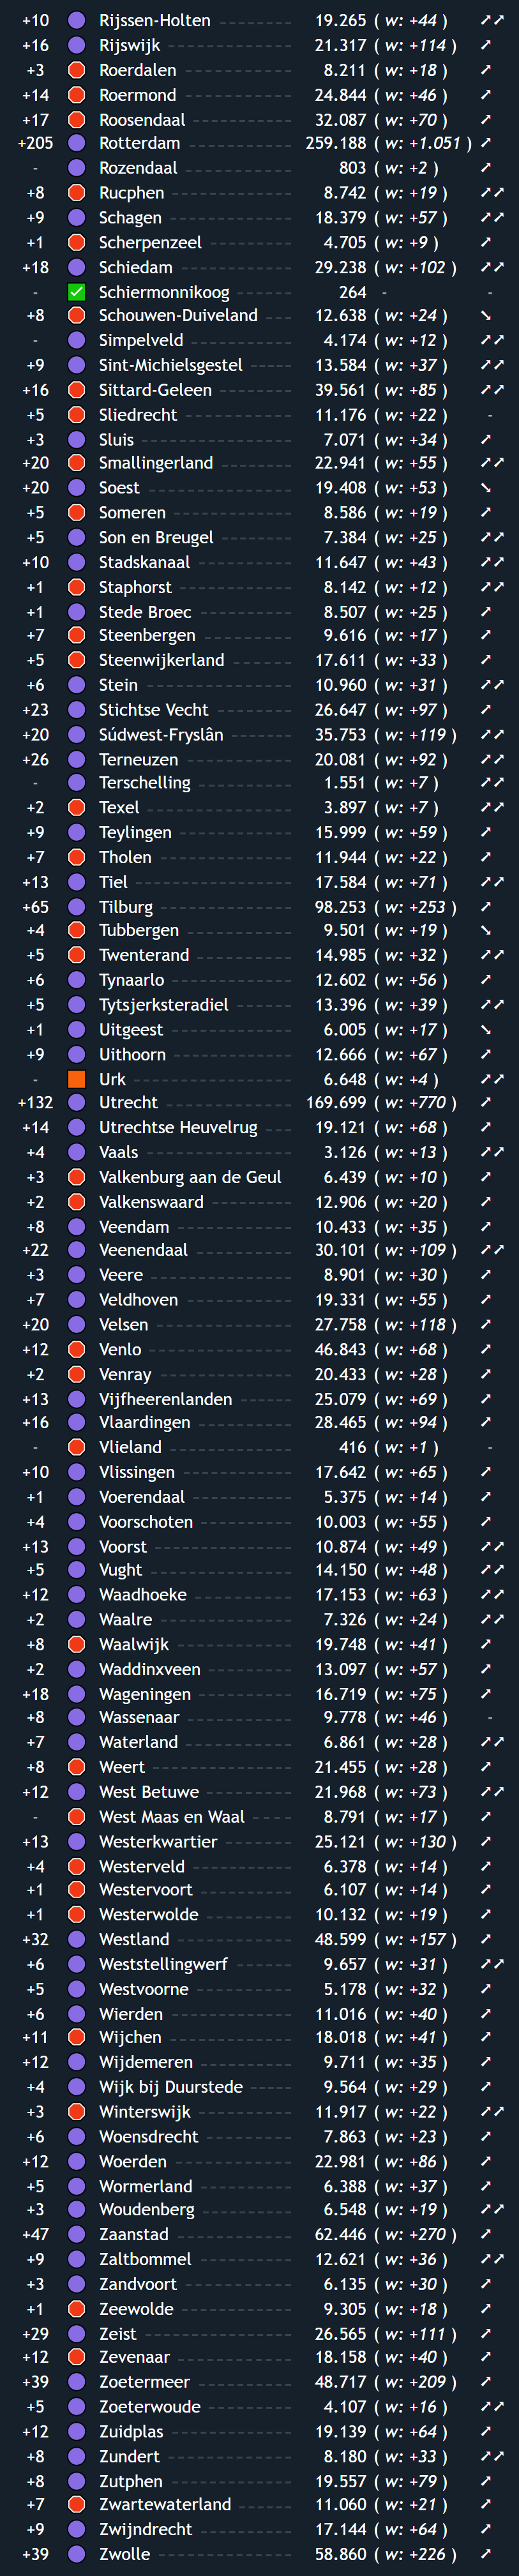 +10 Rijssen-Holten 19.265 ( w: +44 ) ➚➚
+16 Rijswijk 21.317 ( w: +114 ) ➚
+3 Roerdalen 8.211 ( w: +18 ) ➚
+14 Roermond 24.844 ( w: +46 ) ➚
+17 Roosendaal 32.087 ( w: +70 ) ➚
+205 Rotterdam 259.188 ( w: +1.051 ) ➚
- Rozendaal 803 ( w: +2 ) ➚
+8 Rucphen 8.742 ( w: +19 ) ➚➚
+9 Schagen 18.379 ( w: +57 ) ➚➚
+1 Scherpenzeel 4.705 ( w: +9 ) ➚
+18 Schiedam 29.238 ( w: +102 ) ➚➚
- Schiermonnikoog 264 - -
+8 Schouwen-Duiveland 12.638 ( w: +24 ) ➘
- Simpelveld 4.174 ( w: +12 ) ➚➚
+9 Sint-Michielsgestel 13.584 ( w: +37 ) ➚➚
+16 Sittard-Geleen 39.561 ( w: +85 ) ➚➚
+5 Sliedrecht 11.176 ( w: +22 ) -
+3 Sluis 7.071 ( w: +34 ) ➚
+20 Smallingerland 22.941 ( w: +55 ) ➚➚
+20 Soest 19.408 ( w: +53 ) ➘
+5 Someren 8.586 ( w: +19 ) ➚
+5 Son en Breugel 7.384 ( w: +25 ) ➚➚
+10 Stadskanaal 11.647 ( w: +43 ) ➚➚
+1 Staphorst 8.142 ( w: +12 ) ➚➚
+1 Stede Broec 8.507 ( w: +25 ) ➚
+7 Steenbergen 9.616 ( w: +17 ) ➚
+5 Steenwijkerland 17.611 ( w: +33 ) ➚
+6 Stein 10.960 ( w: +31 ) ➚➚
+23 Stichtse Vecht 26.647 ( w: +97 ) ➚
+20 Súdwest-Fryslân 35.753 ( w: +119 ) ➚➚
+26 Terneuzen 20.081 ( w: +92 ) ➚➚
- Terschelling 1.551 ( w: +7 ) ➚➚
+2 Texel 3.897 ( w: +7 ) ➚➚
+9 Teylingen 15.999 ( w: +59 ) ➚
+7 Tholen 11.944 ( w: +22 ) ➚
+13 Tiel 17.584 ( w: +71 ) ➚➚
+65 Tilburg 98.253 ( w: +253 ) ➚
+4 Tubbergen 9.501 ( w: +19 ) ➘
+5 Twenterand 14.985 ( w: +32 ) ➚➚
+6 Tynaarlo 12.602 ( w: +56 ) ➚
+5 Tytsjerksteradiel 13.396 ( w: +39 ) ➚➚
+1 Uitgeest 6.005 ( w: +17 ) ➘
+9 Uithoorn 12.666 ( w: +67 ) ➚
- Urk 6.648 ( w: +4 ) ➚➚
+132 Utrecht 169.699 ( w: +770 ) ➚
+14 Utrechtse Heuvelrug 19.121 ( w: +68 ) ➚
+4 Vaals 3.126 ( w: +13 ) ➚➚
+3 Valkenburg aan de Geul 6.439 ( w: +10 ) ➚
+2 Valkenswaard 12.906 ( w: +20 ) ➚
+8 Veendam 10.433 ( w: +35 ) ➚
+22 Veenendaal 30.101 ( w: +109 ) ➚➚
+3 Veere 8.901 ( w: +30 ) ➚
+7 Veldhoven 19.331 ( w: +55 ) ➚
+20 Velsen 27.758 ( w: +118 ) ➚
+12 Venlo 46.843 ( w: +68 ) ➚
+2 Venray 20.433 ( w: +28 ) ➚
+13 Vijfheerenlanden 25.079 ( w: +69 ) ➚
+16 Vlaardingen 28.465 ( w: +94 ) ➚
- Vlieland 416 ( w: +1 ) -
+10 Vlissingen 17.642 ( w: +65 ) ➚
+1 Voerendaal 5.375 ( w: +14 ) ➚
+4 Voorschoten 10.003 ( w: +55 ) ➚
+13 Voorst 10.874 ( w: +49 ) ➚➚
+5 Vught 14.150 ( w: +48 ) ➚➚
+12 Waadhoeke 17.153 ( w: +63 ) ➚➚
+2 Waalre 7.326 ( w: +24 ) ➚➚
+8 Waalwijk 19.748 ( w: +41 ) ➚
+2 Waddinxveen 13.097 ( w: +57 ) ➚
+18 Wageningen 16.719 ( w: +75 ) ➚
+8 Wassenaar 9.778 ( w: +46 ) -
+7 Waterland 6.861 ( w: +28 ) ➚➚
+8 Weert 21.455 ( w: +28 ) ➚
+12 West Betuwe 21.968 ( w: +73 ) ➚➚
- West Maas en Waal 8.791 ( w: +17 ) ➚
+13 Westerkwartier 25.121 ( w: +130 ) ➚
+4 Westerveld 6.378 ( w: +14 ) ➚
+1 Westervoort 6.107 ( w: +14 ) ➚
+1 Westerwolde 10.132 ( w: +19 ) ➚
+32 Westland 48.599 ( w: +157 ) ➚
+6 Weststellingwerf 9.657 ( w: +31 ) ➚➚
+5 Westvoorne 5.178 ( w: +32 ) ➚
+6 Wierden 11.016 ( w: +40 ) ➚
+11 Wijchen 18.018 ( w: +41 ) ➚
+12 Wijdemeren 9.711 ( w: +35 ) ➚
+4 Wijk bij Duurstede 9.564 ( w: +29 ) ➚
+3 Winterswijk 11.917 ( w: +22 ) ➚➚
+6 Woensdrecht 7.863 ( w: +23 ) ➚
+12 Woerden 22.981 ( w: +86 ) ➚
+5 Wormerland 6.388 ( w: +37 ) ➚
+3 Woudenberg 6.548 ( w: +19 ) ➚➚
+47 Zaanstad 62.446 ( w: +270 ) ➚
+9 Zaltbommel 12.621 ( w: +36 ) ➚➚
+3 Zandvoort 6.135 ( w: +30 ) ➚
+1 Zeewolde 9.305 ( w: +18 ) ➚
+29 Zeist 26.565 ( w: +111 ) ➚
+12 Zevenaar 18.158 ( w: +40 ) ➚
+39 Zoetermeer 48.717 ( w: +209 ) ➚
+5 Zoeterwoude 4.107 ( w: +16 ) ➚➚
+12 Zuidplas 19.139 ( w: +64 ) ➚
+8 Zundert 8.180 ( w: +33 ) ➚➚
+8 Zutphen 19.557 ( w: +79 ) ➚
+7 Zwartewaterland 11.060 ( w: +21 ) ➚
+9 Zwijndrecht 17.144 ( w: +64 ) ➚
+39 Zwolle 58.860 ( w: +226 ) ➚